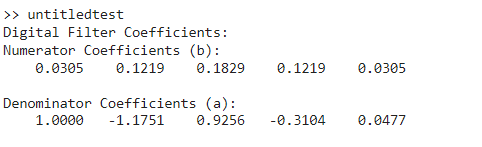 >> untitledtest
Digital Filter Coefficients:
Numerator Coefficients (b):
0.0305 0.1219 0.1829 0.1219 0.0305
Denominator Coefficients (a):
1.0000 -1.1751 0.9256 -0.3104 0.0477